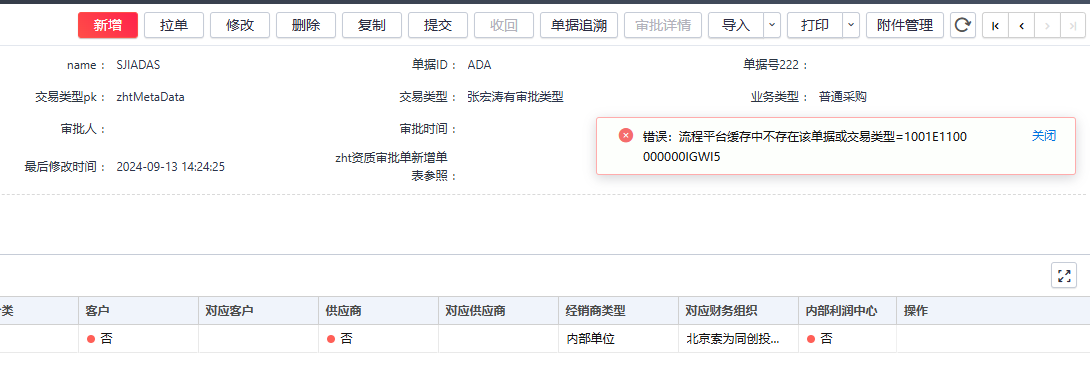 新增 拉单 修改 删除 复制 提交 收回 单据追溯 审批详情 导入 打印 附件管理
name： SJIADAS 单据ID： ADA 单据号222：
交易类型pk： zhtMetaData 交易类型： 张宏涛有审批类型 业务类型： 普通采购
审批人： 审批时间：
错误：流程平台缓存中不存在该单据或交易类型=1001E1100 关闭
000000IGWI5
最后修改时间： 2024-09-13 14:24:25 zht资质审批单新增单
表参照：
类 客户 对应客户 供应商 对应供应商 经销商类型 对应财务组织 内部利润中心 操作
否 否 内部单位 北京索为同创投... 否